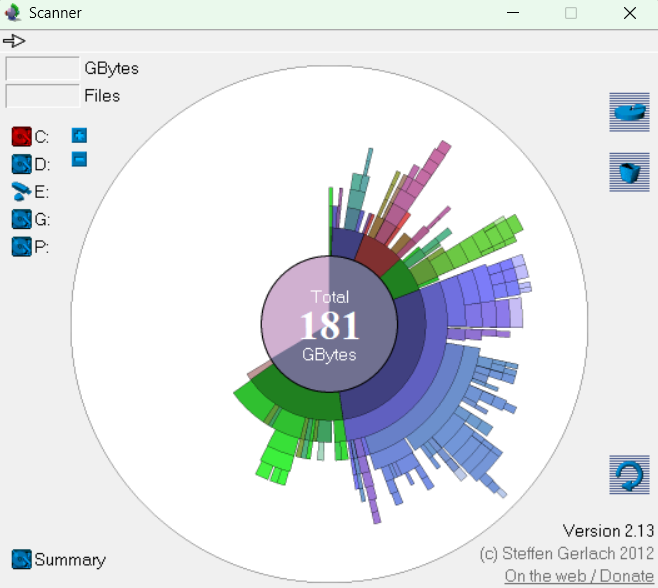 Scanner
GBytes
Files
C:
D:
E:
G:
P:
Total
181
GBytes
Version 2.13
(c) Steffen Gerlach 2012
Summary
On the web / Donate